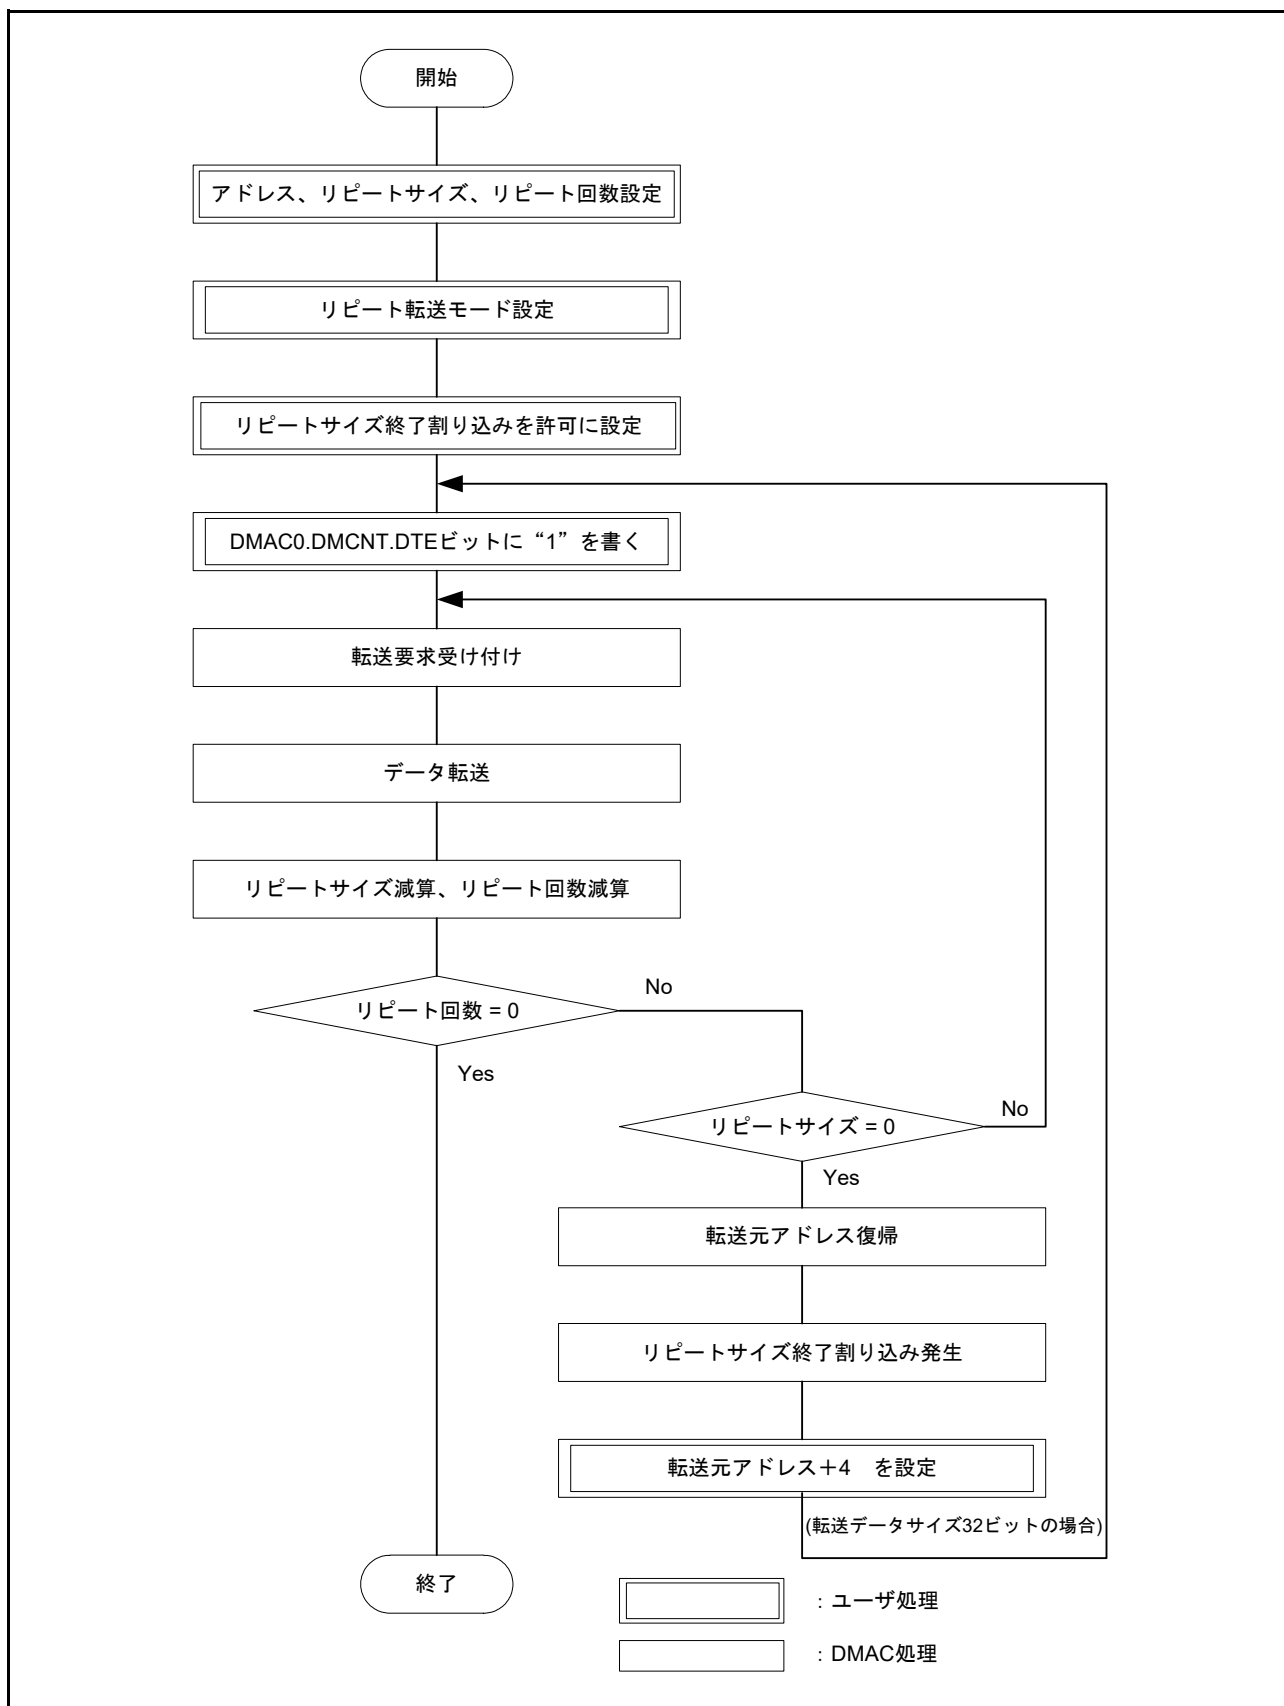 開始
アドレス、リピートサイズ、リピート回数設定
リピート転送モード設定
リピートサイズ終了割り込みを許可に設定
DMAC0.DMCNT.DTEビットに“1”を書く
転送要求受け付け
データ転送
リピートサイズ減算、リピート回数減算
リピート回数 = 0
No
Yes
リピートサイズ = 0
No
Yes
転送元アドレス復帰
リピートサイズ終了割り込み発生
転送元アドレス＋4　を設定
(転送データサイズ32ビットの場合)
終了
：ユーザ処理
：DMAC処理